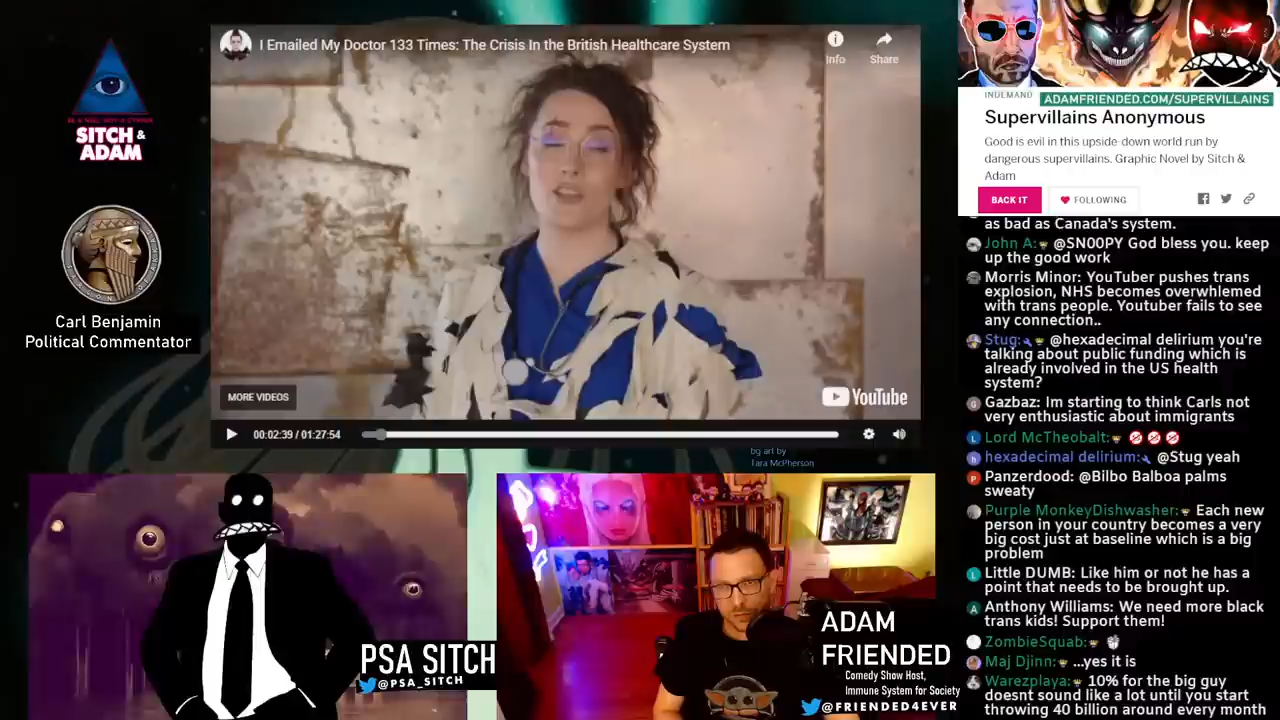 I Emailed My Doctor 133 Times: The Crisis In the British Healthcare System
Info
Share
SITCH &
ADAM
Carl Benjamin
Political Commentator
MORE VIDEOS
YouTube
00:02:39 / 01:27:54
bg art by
Tara McPherson
PSA SITCH
@PSA_SITCH
ADAM
FRIENDED
Comedy Show Host,
Immune System for Society
@FRIENDED4EVER
INDEMAND
ADAMFRIENDED.COM/SUPERVILLAINS
Supervillains Anonymous
Good is evil in this upside-down world run by
dangerous supervillains. Graphic Novel by Sitch &
Adam
BACK IT
FOLLOWING
as bad as Canada's system.
John A: @SN00PY God bless you. keep
up the good work
Morris Minor: YouTuber pushes trans
explosion, NHS becomes overwhlemed
with trans people. Youtuber fails to see
any connection..
Stug: @hexadecimal delirium you're
talking about public funding which is
already involved in the US health
system?
Gazbaz: Im starting to think Carls not
very enthusiastic about immigrants
Lord McTheobalt:
hexadecimal delirium: @Stug yeah
Panzerdood: @Bilbo Balboa palms
sweaty
Purple MonkeyDishwasher: Each new
person in your country becomes a very
big cost just at baseline which is a big
problem
Little DUMB: Like him or not he has a
point that needs to be brought up.
Anthony Williams: We need more black
trans kids! Support them!
ZombieSquab:
Maj Djinn: ...yes it is
Warezplaya: 10% for the big guy
doesnt sound like a lot until you start
throwing 40 billion around every month